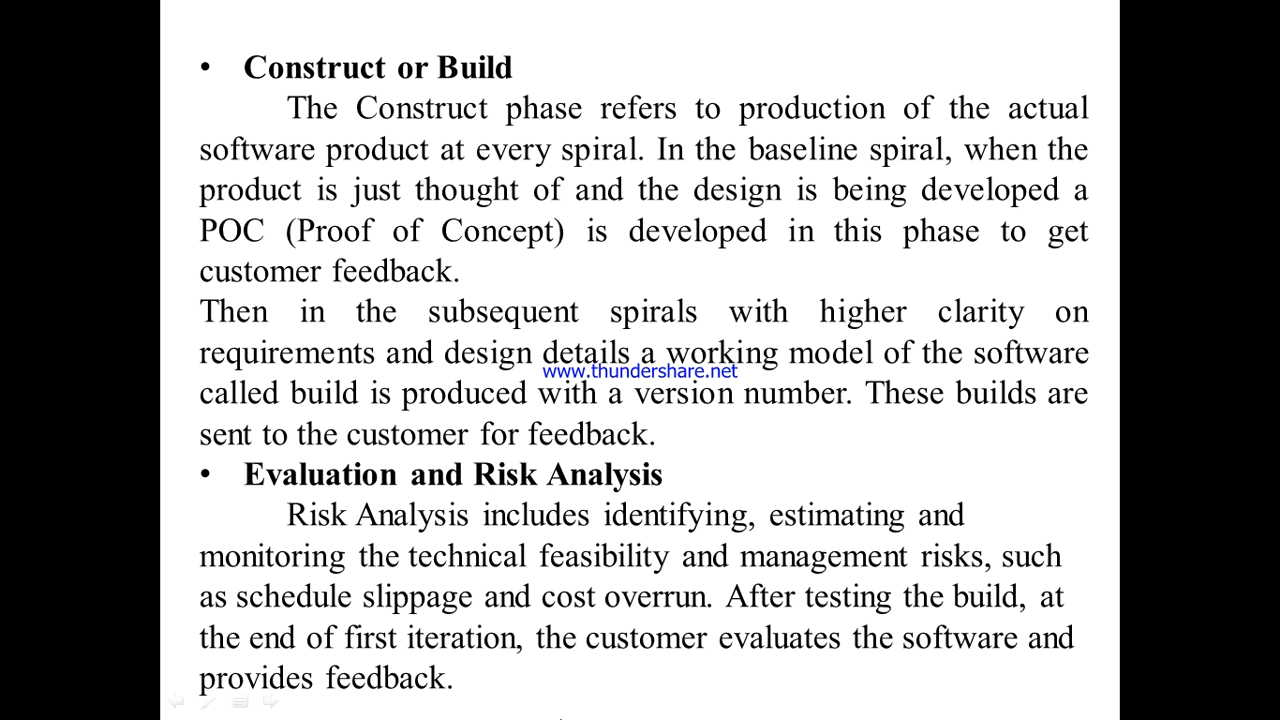 • Construct or Build
The Construct phase refers to production of the actual
software product at every spiral. In the baseline spiral, when the
product is just thought of and the design is being developed a
POC (Proof of Concept) is developed in this phase to get
customer feedback.
Then in the subsequent spirals with higher clarity on
requirements and design details a working model of the software
www.thundershare.net
called build is produced with a version number. These builds are
sent to the customer for feedback.
• Evaluation and Risk Analysis
Risk Analysis includes identifying, estimating and
monitoring the technical feasibility and management risks, such
as schedule slippage and cost overrun. After testing the build, at
the end of first iteration, the customer evaluates the software and
provides feedback.